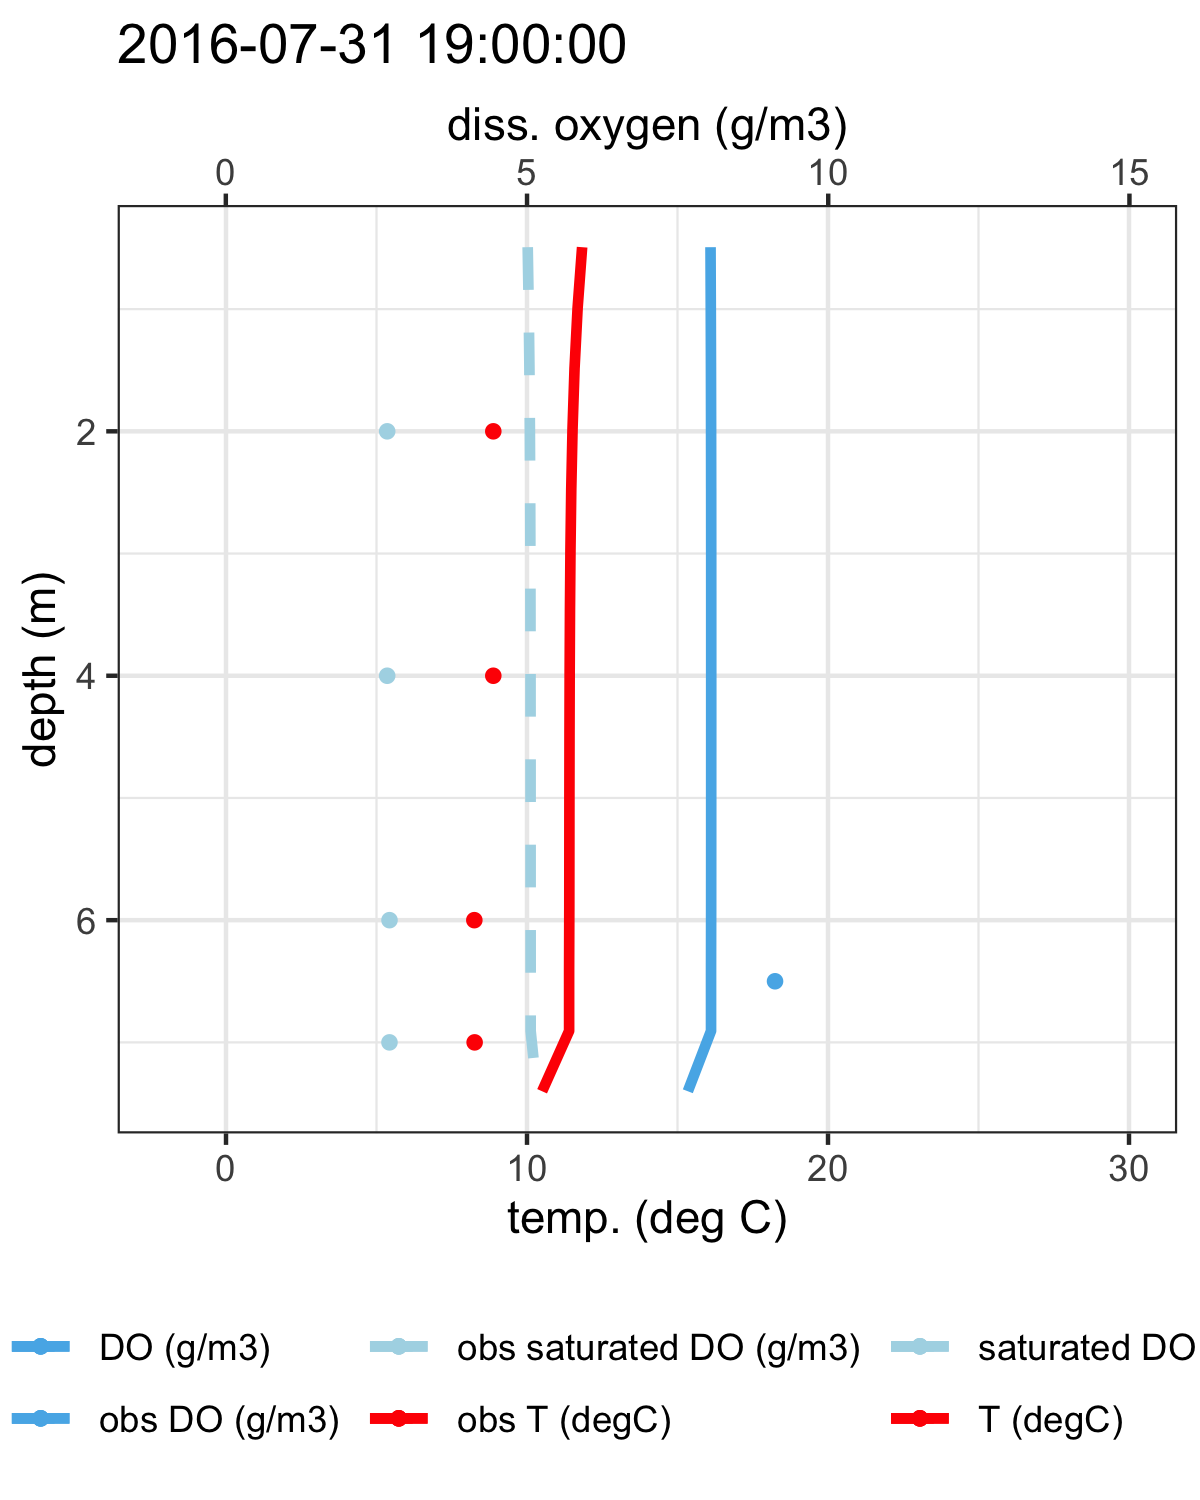 2016-07-31 19:00:00
diss. oxygen (g/m3)
0 5 10 15
depth (m)
2
4
6
0 10 20 30
temp. (deg C)
DO (g/m3) obs saturated DO (g/m3) saturated DO
obs DO (g/m3) obs T (degC) T (degC)